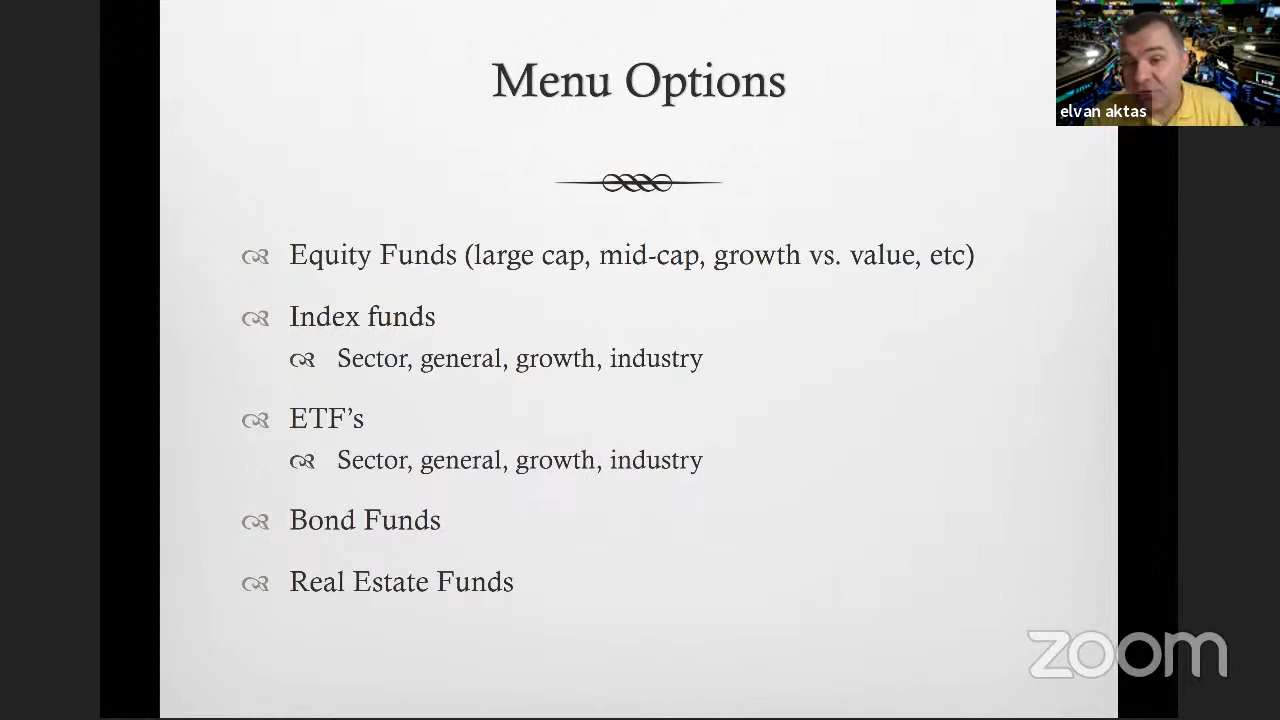 Menu Options
elvan aktas
Equity Funds (large cap, mid-cap, growth vs. value, etc)
Index funds
Sector, general, growth, industry
ETF’s
Sector, general, growth, industry
Bond Funds
Real Estate Funds
zoom